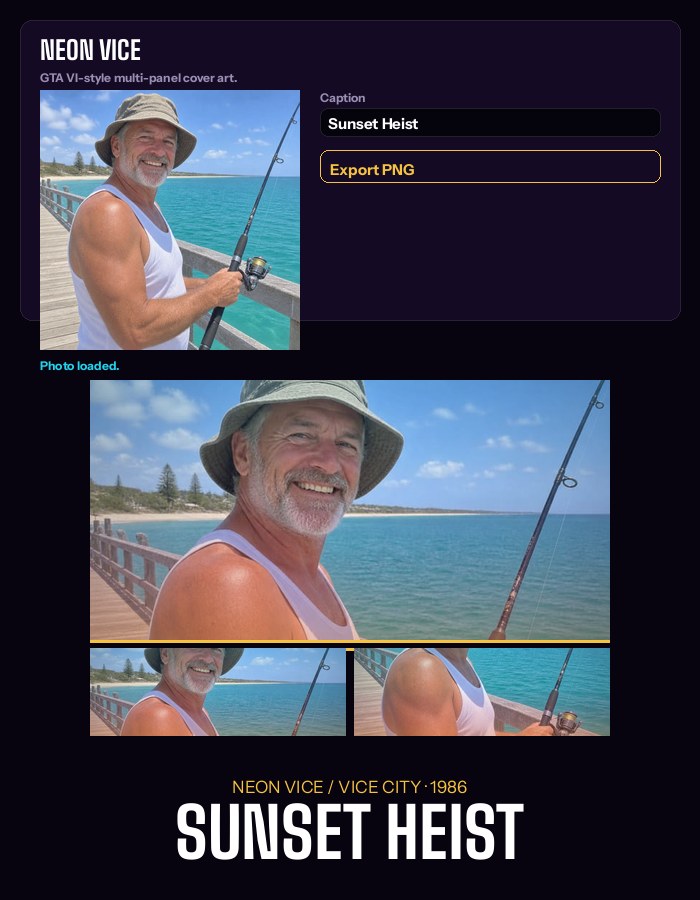 NEON VICE
GTA VI-style multi-panel cover art.
Caption
Sunset Heist
Export PNG
Photo loaded.
NEON VICE / VICE CITY · 1986
SUNSET HEIST